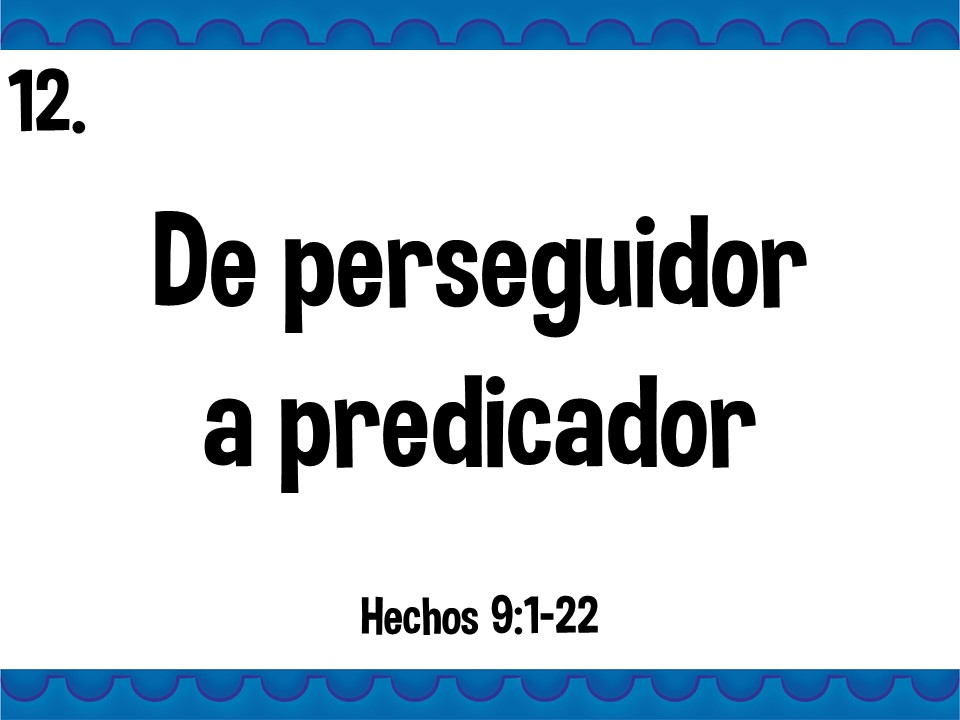 12.
De perseguidor
a predicador
Hechos 9:1-22